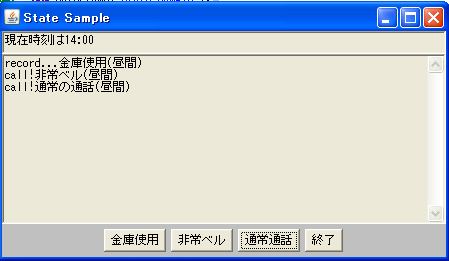 State Sample
現在時刻は14:00
record...金庫使用(昼間)
call!非常ベル(昼間)
call!通常の通話(昼間)
金庫使用 非常ベル 通常通話 終了